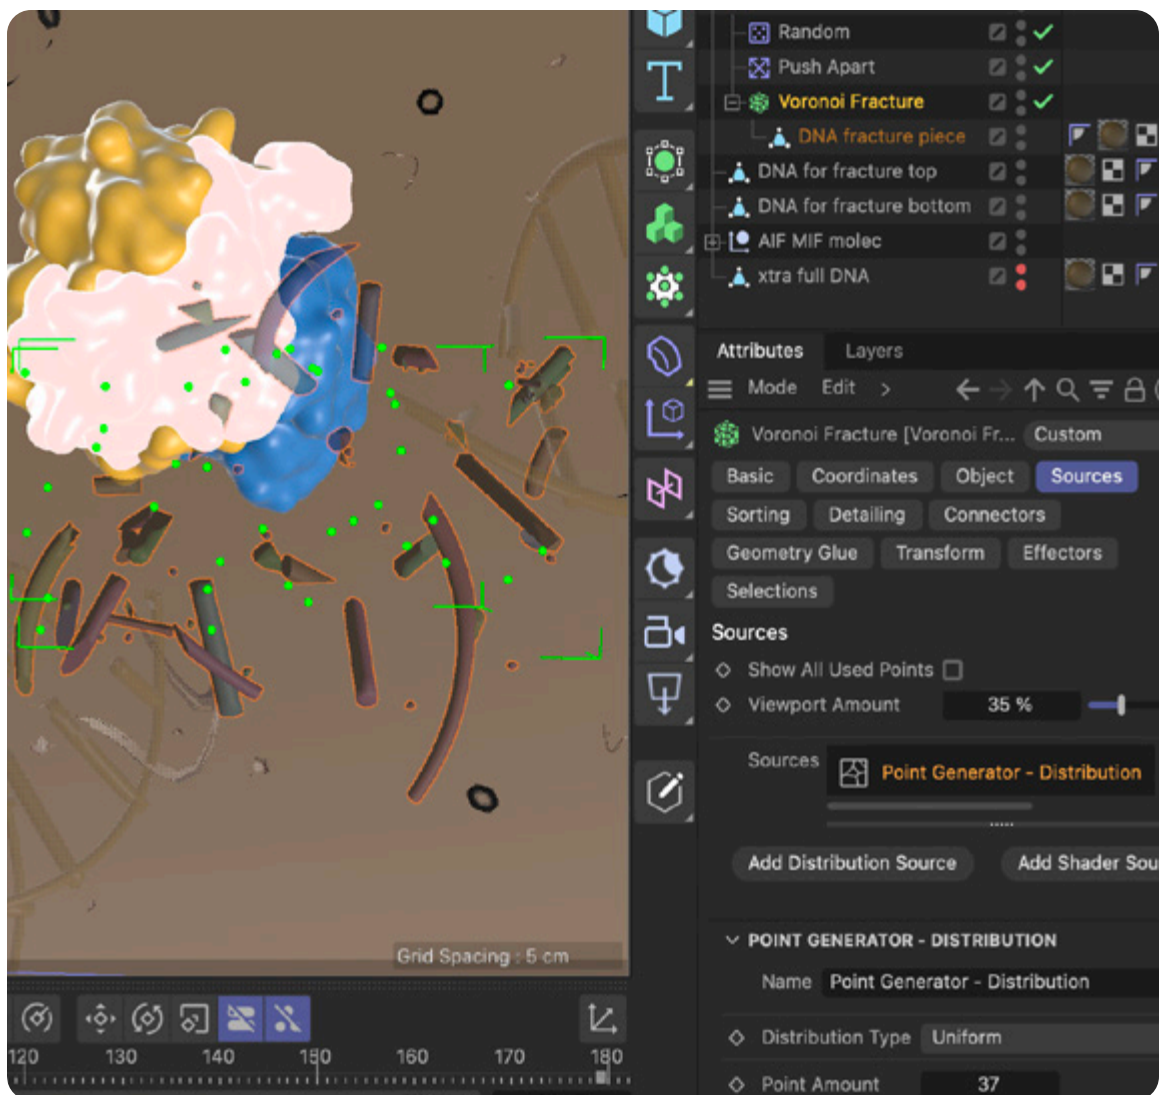 Random
Push Apart
Voronoi Fracture
DNA fracture piece
DNA for fracture top
DNA for fracture bottom
AIF MIF molec
xtra full DNA
Attributes Layers
Mode Edit >
Voronoi Fracture [Voronoi Fr... Custom
Basic Coordinates Object Sources
Sorting Detailing Connectors
Geometry Glue Transform Effectors
Selections
Sources
Show All Used Points
Viewport Amount 35 %
Sources Point Generator - Distribution
Add Distribution Source Add Shader Sou
POINT GENERATOR - DISTRIBUTION
Name Point Generator - Distribution
Distribution Type Uniform
Point Amount 37
Grid Spacing : 5 cm
120 130 140 150 160 170 180